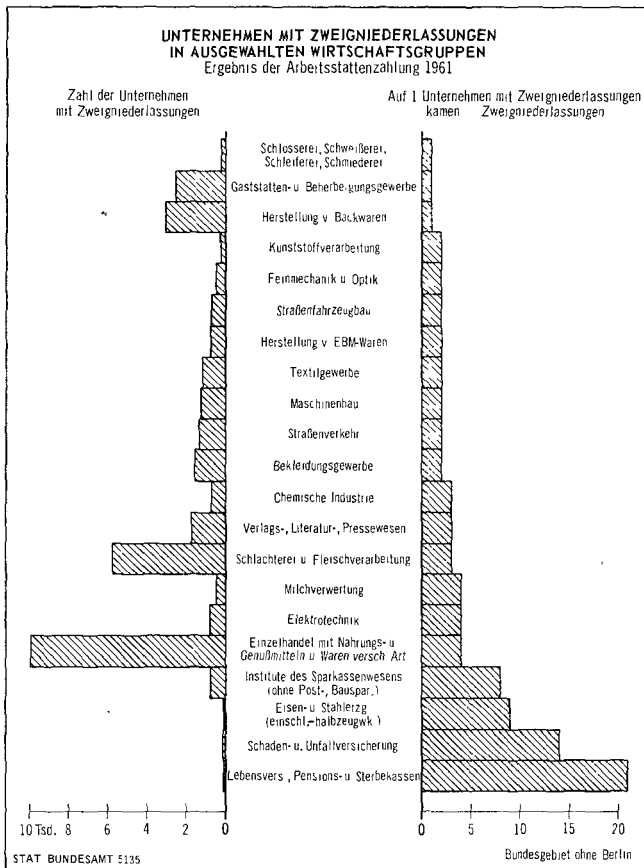 UNTERNEHMEN MIT ZWEIGNIEDERLASSUNGEN
IN AUSGEWAHLTEN WIRTSCHAFTSGRUPPEN
Ergebnis der Arbeitsstattenzahlung 1961
Zahl der Unternehmen
mit Zweigniederlassungen
Auf 1 Unternehmen mit Zweigniederlassungen
kamen Zweigniederlassungen
Schlosserei, Schweißerei,
Schleiferei, Schmiederei
Gaststatten- u Beherbergungsgewerbe
Herstellung v Backwaren
Kunststoffverarbeitung
Feinmechanik u Optik
Straßenfahrzeugbau
Herstellung v EBM-Waren
Textilgewerbe
Maschinenbau
Straßenverkehr
Bekleidungsgewerbe
Chemische Industrie
Verlags-, Literatur-, Pressewesen
Schlachterei u Fleischverarbeitung
Milchverwertung
Elektrotechnik
Einzelhandel mit Nahrungs- u
Genußmitteln u Waren versch Art
Institute des Sparkassenwesens
(ohne Post-, Bauspar.)
Eisen- u Stahlerzg
(einschl.-halbzeugwk)
Schaden- u. Unfallversicherung
Lebensvers, Pensions- u Sterbekassen
10 Tsd. 8 6 4 2 0
0 5 10 15 20
STAT BUNDESAMT 5135
Bundesgebiet ohne Berlin